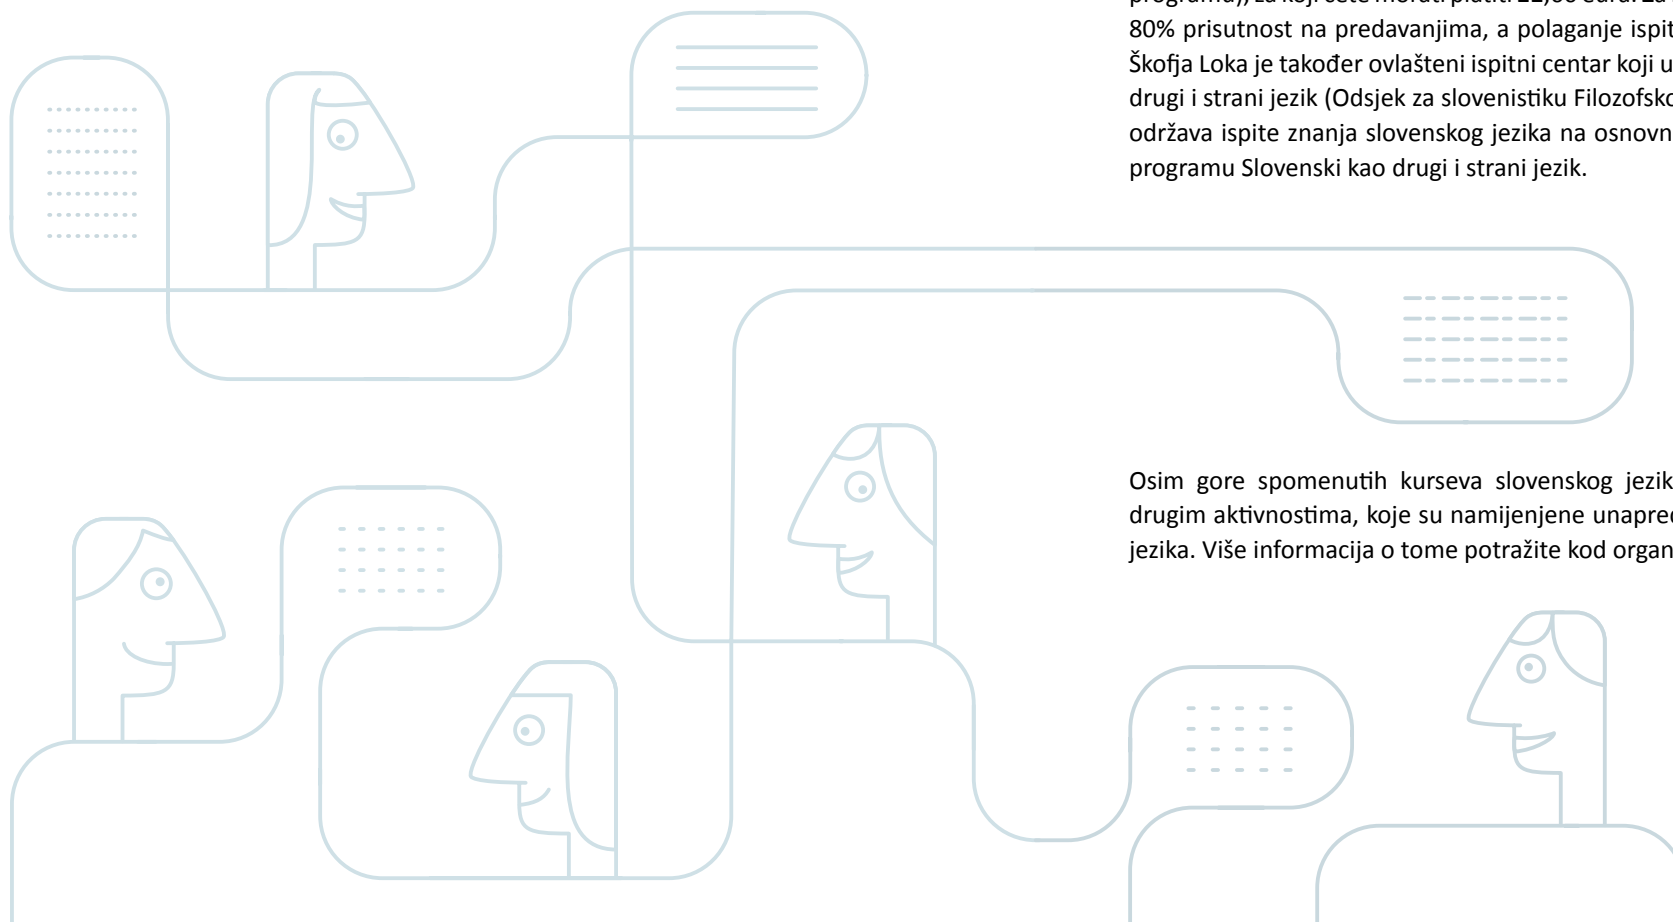 80% prisutnost na predavanjima, a polaganje ispit
Škofja Loka je također ovlašteni ispitni centar koji u
drugi i strani jezik (Odsjek za slovenistiku Filozofsko
održava ispite znanja slovenskog jezika na osnovn
programu Slovenski kao drugi i strani jezik.
Osim gore spomenutih kurseva slovenskog jezik
drugim aktivnostima, koje su namijenjene unapre
jezika. Više informacija o tome potražite kod organ